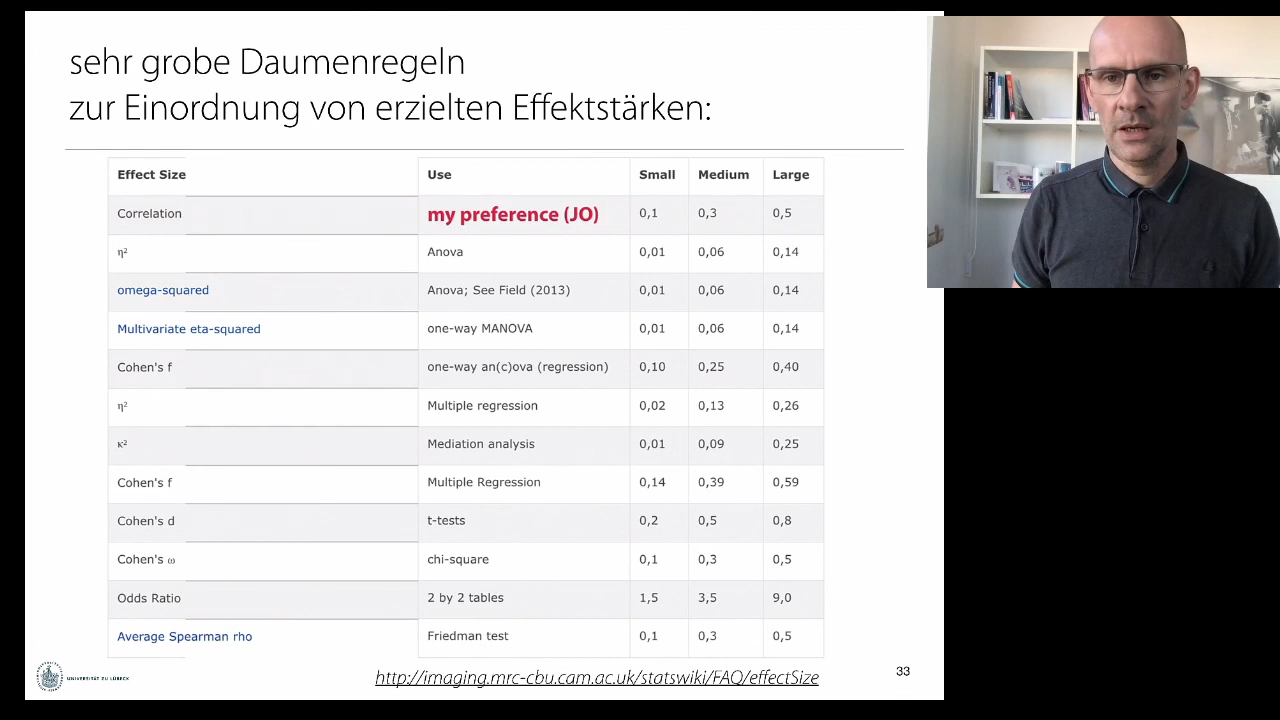 sehr grobe Daumenregeln
zur Einordnung von erzielten Effektstärken:
Effect Size Use Small Medium Large
Correlation my preference (JO) 0,1 0,3 0,5
η² Anova 0,01 0,06 0,14
omega-squared Anova; See Field (2013) 0,01 0,06 0,14
Multivariate eta-squared one-way MANOVA 0,01 0,06 0,14
Cohen's f one-way an(c)ova (regression) 0,10 0,25 0,40
η² Multiple regression 0,02 0,13 0,26
κ² Mediation analysis 0,01 0,09 0,25
Cohen's f Multiple Regression 0,14 0,39 0,59
Cohen's d t-tests 0,2 0,5 0,8
Cohen's ω chi-square 0,1 0,3 0,5
Odds Ratio 2 by 2 tables 1,5 3,5 9,0
Average Spearman rho Friedman test 0,1 0,3 0,5
UNIVERSITÄT ZU LÜBECK
http://imaging.mrc-cbu.cam.ac.uk/statswiki/FAQ/effectSize
33